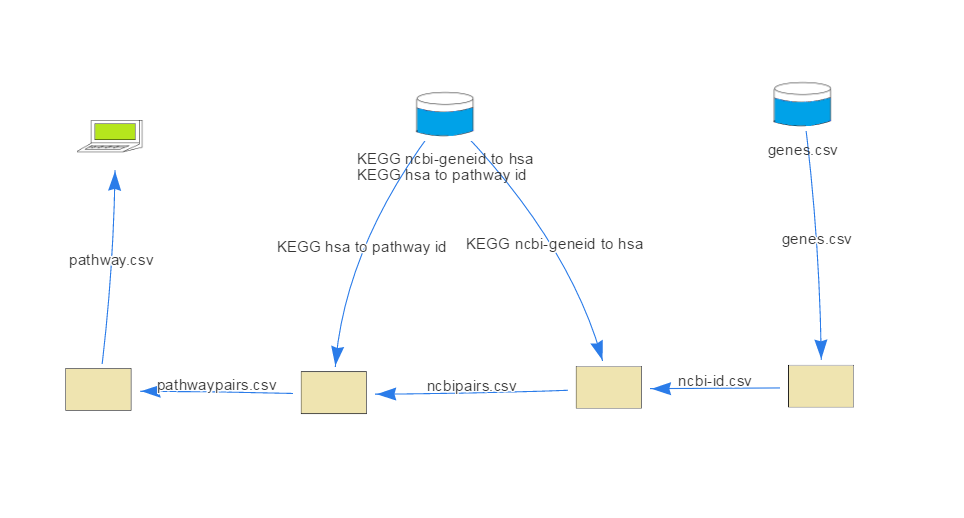 genes.csv
KEGG ncbi-geneid to hsa
KEGG hsa to pathway id
genes.csv
KEGG ncbi-geneid to hsa
KEGG hsa to pathway id
pathway.csv
ncbi-id.csv
ncbipairs.csv
pathwaypairs.csv